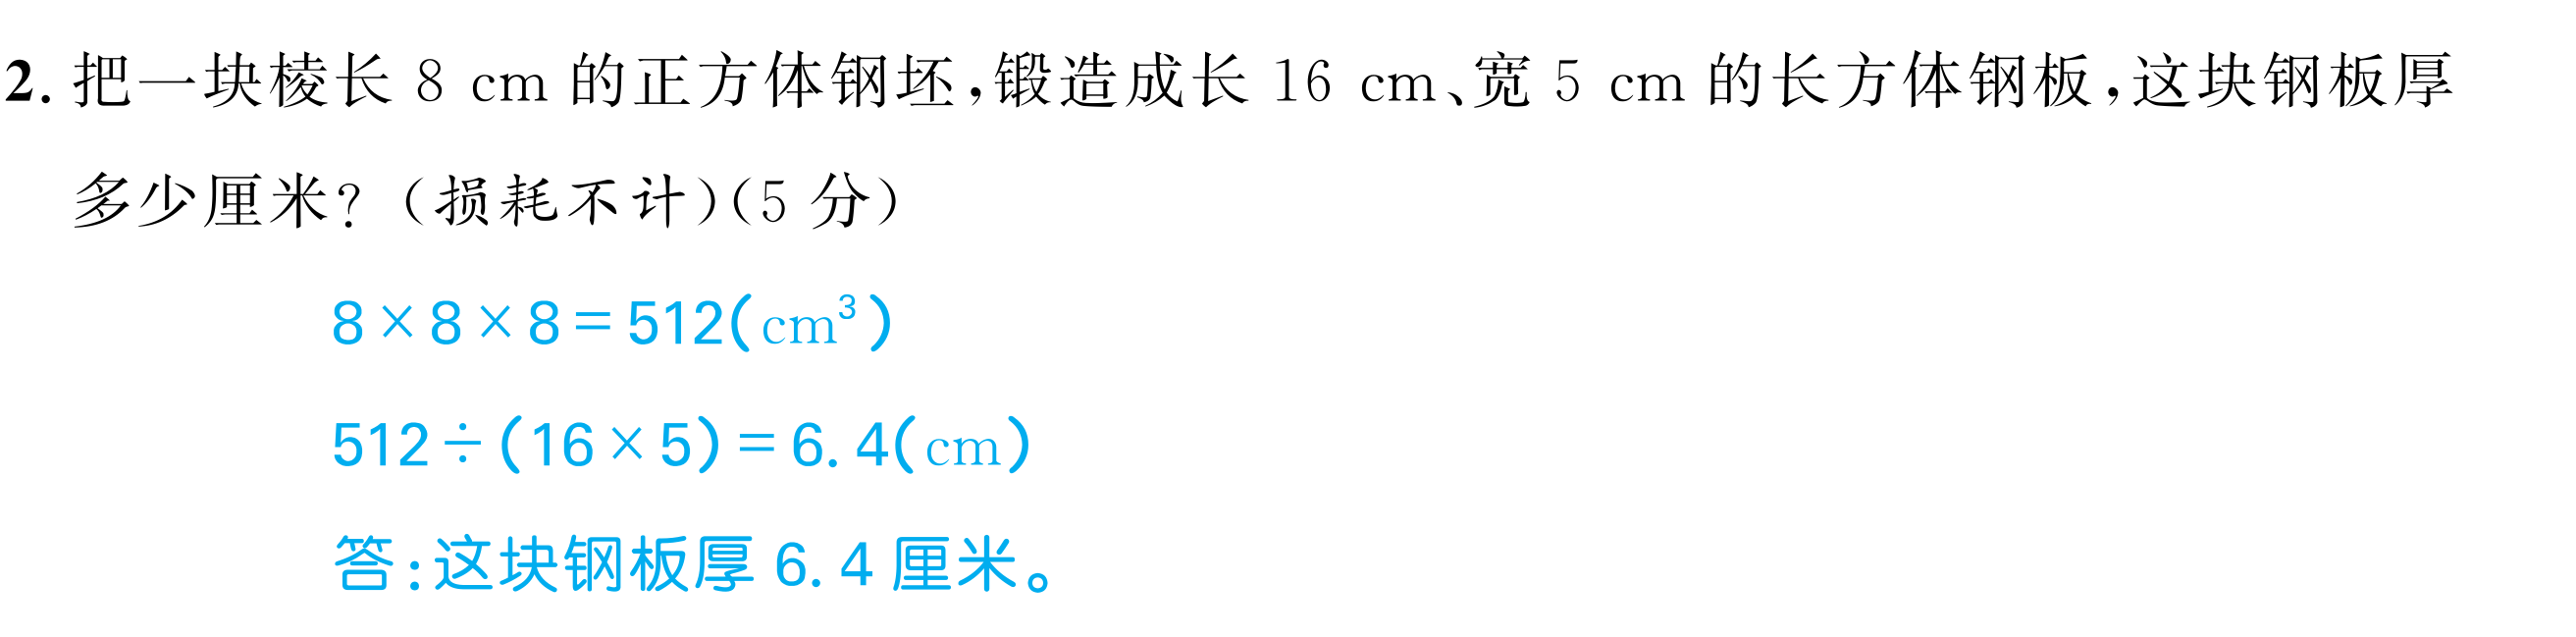 2. 把一块棱长 8 cm 的正方体钢坯,锻造成长 16 cm、宽 5 cm 的长方体钢板,这块钢板厚
多少厘米?(损耗不计)(5 分)
8×8×8=512(cm³)
512÷(16×5)=6.4(cm)
答:这块钢板厚 6.4 厘米。